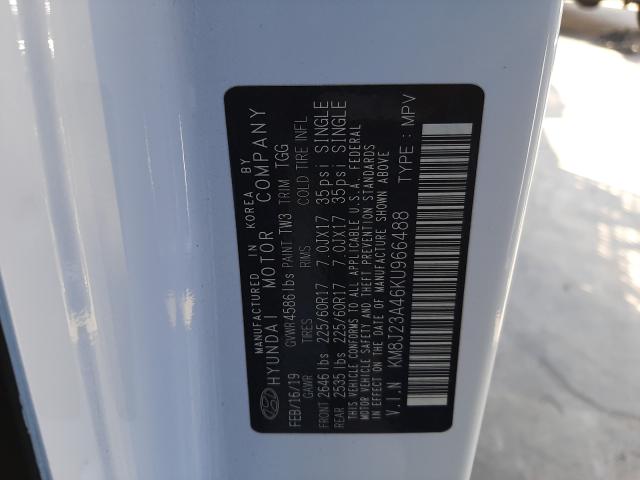 MANUFACTURED IN KOREA BY
HYUNDAI MOTOR COMPANY
FEB/16/19 GVWR 4586 lbs PAINT TW3 TRIM TGG
GAWR TIRES RIMS COLD TIRE INFL
FRONT 2646 lbs 225/60R17 7.0JX17 35psi SINGLE
REAR 2535 lbs 225/60R17 7.0JX17 35psi SINGLE
THIS VEHICLE CONFORMS TO ALL APPLICABLE U.S.A. FEDERAL
MOTOR VEHICLE SAFETY AND THEFT PREVENTION STANDARDS
IN EFFECT ON THE DATE OF MANUFACTURE SHOWN ABOVE.
V.I.N KM8J23A46KU966488 TYPE: MPV